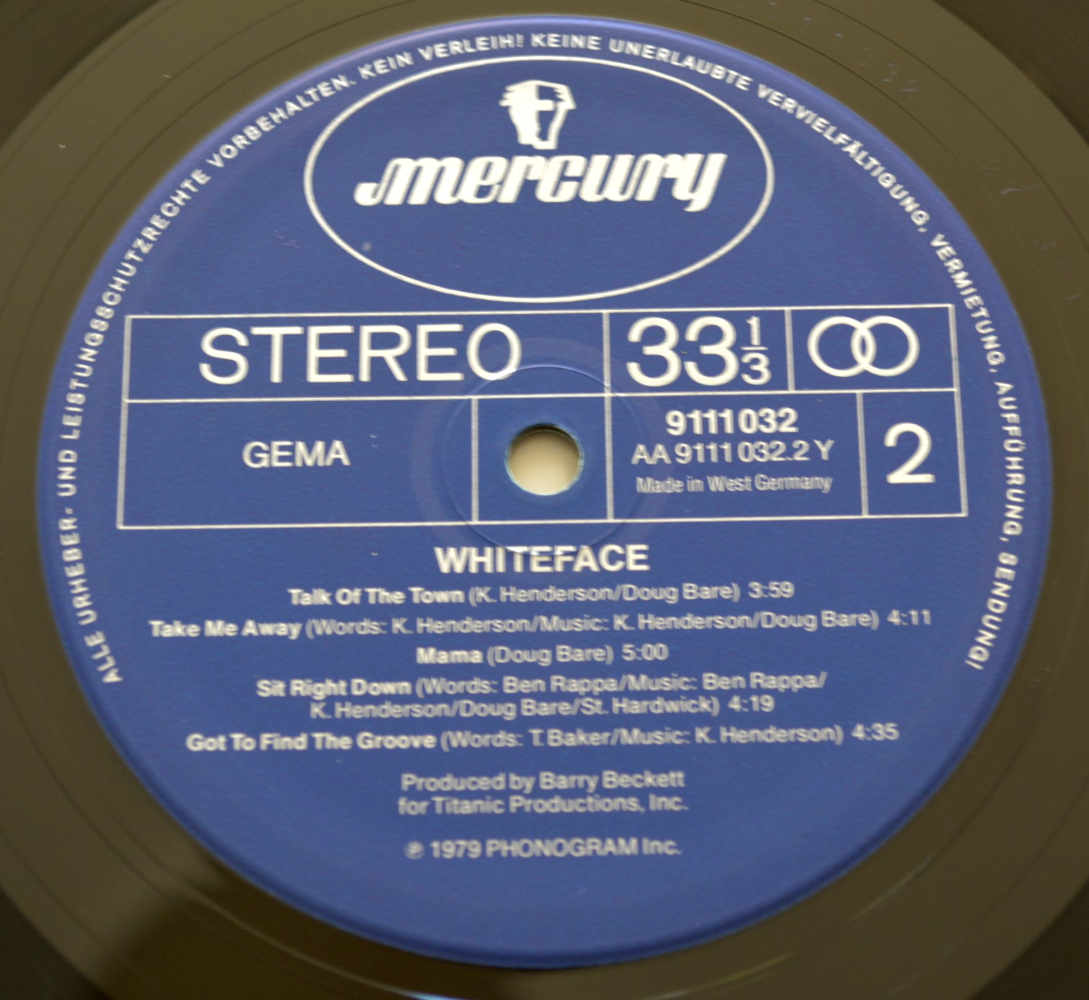 ALLE URHEBER- UND LEISTUNGSSCHUTZRECHTE VORBEHALTEN. KEIN VERLEIH! KEINE UNERLAUBTE VERVIELFÄLTIGUNG, VERMIETUNG, AUFFÜHRUNG, SENDUNG!
mercury
STEREO
33 1/3
GEMA
9111032
AA 9111 032.2 Y
Made in West Germany
2
WHITEFACE
Talk Of The Town (K. Henderson/Doug Bare) 3:59
Take Me Away (Words: K. Henderson/Music: K. Henderson/Doug Bare) 4:11
Mama (Doug Bare) 5:00
Sit Right Down (Words: Ben Rappa/Music: Ben Rappa/
K. Henderson/Doug Bare/St. Hardwick) 4:19
Got To Find The Groove (Words: T. Baker/Music: K. Henderson) 4:35
Produced by Barry Beckett
for Titanic Productions, Inc.
℗ 1979 PHONOGRAM Inc.